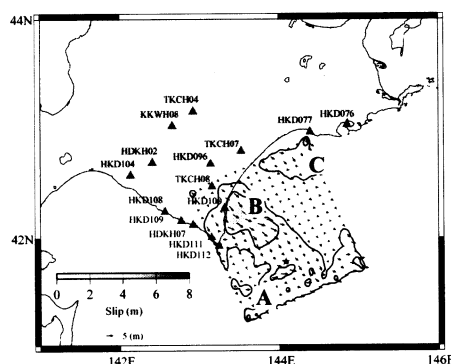 44N
TKCH04
KKWH08
HKD077
HKD076
HDKH02
TKCH07
HKD096
HKD104
C
TKCH08
HKD100
HKD108
B
HKD109
HDKH07
42N
HKD111
HKD112
A
0 2 4 6 8
Slip (m)
5 (m)
142E 144E 146E